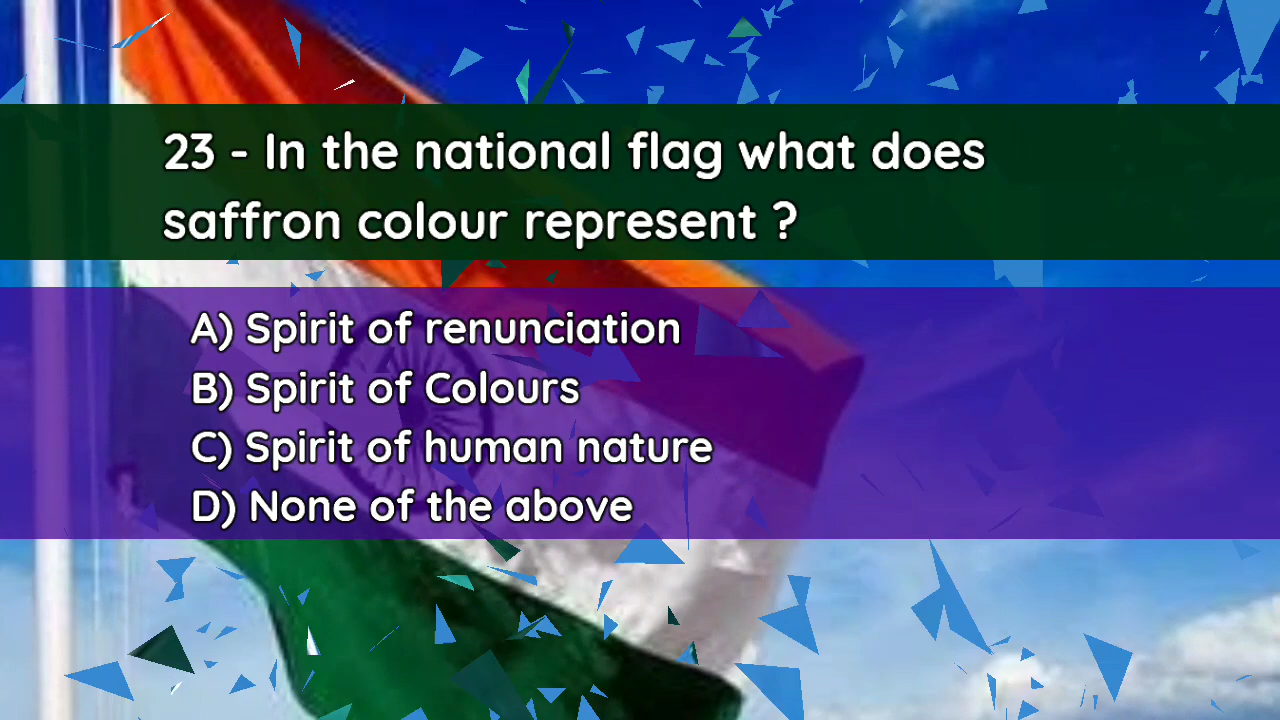 23 - In the national flag what does
saffron colour represent ?
A) Spirit of renunciation
B) Spirit of Colours
C) Spirit of human nature
D) None of the above